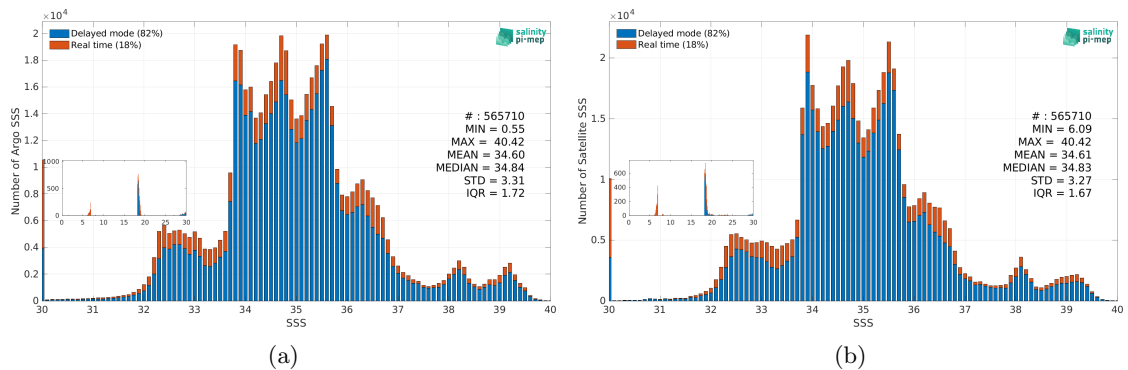 ×10⁴
Delayed mode (82%)
Real time (18%)
salinity
pi-mep
# : 565710
MIN = 0.55
MAX = 40.42
MEAN = 34.60
MEDIAN = 34.84
STD = 3.31
IQR = 1.72
Number of Argo SSS
2
1.8
1.6
1.4
1.2
1
0.8
0.6
0.4
0.2
0
1000
500
0
0 5 10 15 20 25 30
30 31 32 33 34 35 36 37 38 39 40
SSS
(a)
×10⁴
Delayed mode (82%)
Real time (18%)
salinity
pi-mep
# : 565710
MIN = 6.09
MAX = 40.42
MEAN = 34.61
MEDIAN = 34.83
STD = 3.27
IQR = 1.67
Number of Satellite SSS
2
1.5
1
0.5
0
600
400
200
0
0 5 10 15 20 25 30
30 31 32 33 34 35 36 37 38 39 40
SSS
(b)